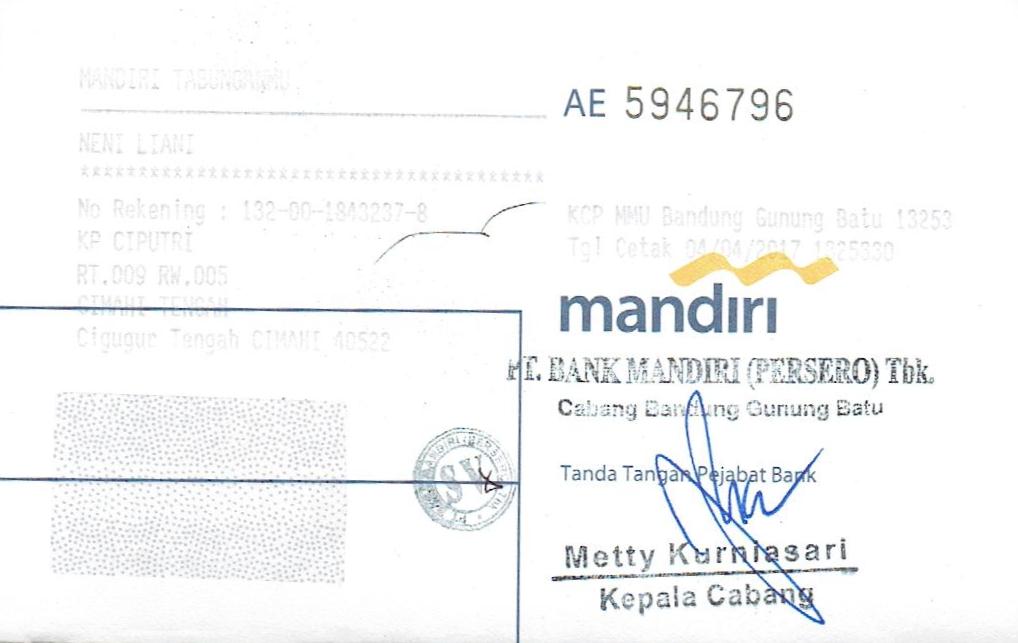 MANDIRI TABUNGANMU
NENI LIANI
****************************************
No Rekening : 132-00-1843237-8
KP CIPUTRI
RT.009 RW.005
CIMAHI TENGAH
Cigugur Tengah CIMAHI 40522
AE 5946796
KCP MMU Bandung Gunung Batu 13253
Tgl Cetak 04/04/2017 1325330
mandiri
PT. BANK MANDIRI (PERSERO) Tbk.
Cabang Bandung Gunung Batu
SV
Tanda Tangan Pejabat Bank
Metty Kurniasari
Kepala Cabang